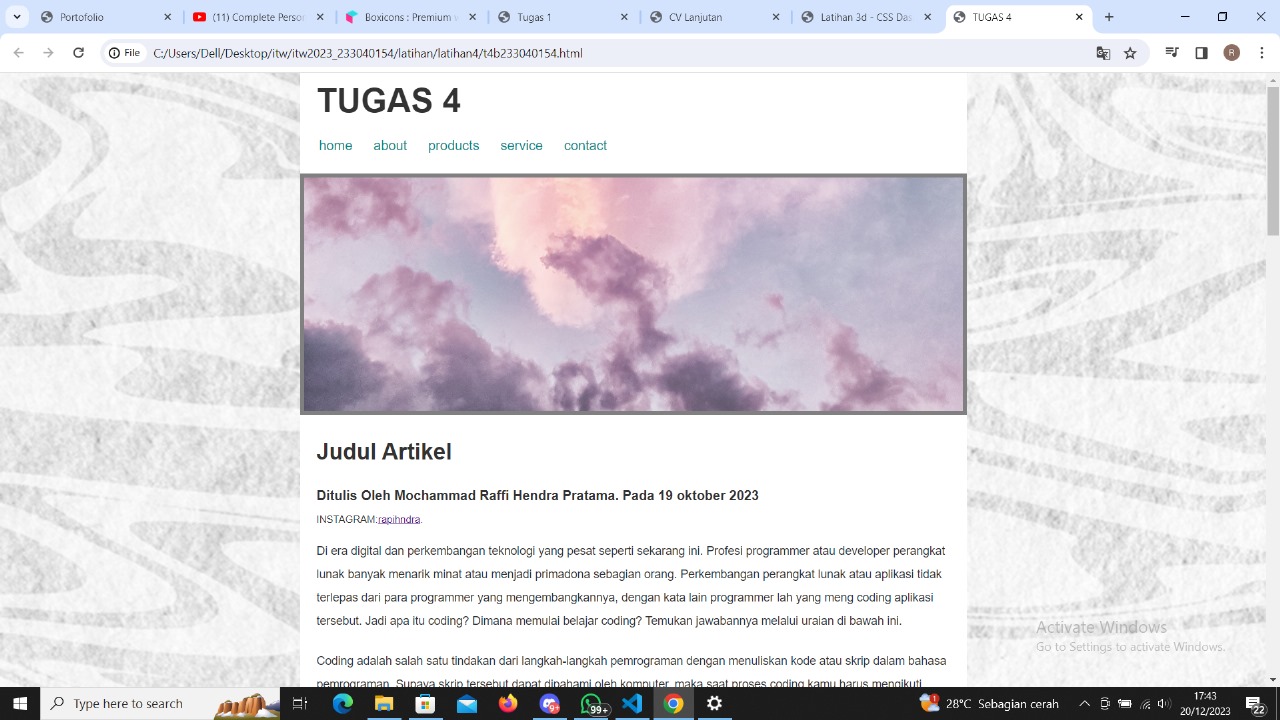 Portofolio
(11) Complete Respon
Boxicons : Premium w
Tugas 1
CV Lanjutan
Latihan 3d - CSS Das
TUGAS 4
File
C:/Users/Dell/Desktop/itw/itw2023_233040154/latihan/latihan4/t4b233040154.html
R
TUGAS 4
home about products service contact
Judul Artikel
Ditulis Oleh Mochammad Raffi Hendra Pratama. Pada 19 oktober 2023
INSTAGRAM:rapihndra.
Di era digital dan perkembangan teknologi yang pesat seperti sekarang ini. Profesi programmer atau developer perangkat
lunak banyak menarik minat atau menjadi primadona sebagian orang. Perkembangan perangkat lunak atau aplikasi tidak
terlepas dari para programmer yang mengembangkannya, dengan kata lain programmer lah yang meng coding aplikasi
tersebut. Jadi apa itu coding? Dimana memulai belajar coding? Temukan jawabannya melalui uraian di bawah ini.
Coding adalah salah satu tindakan dari langkah-langkah pemrograman dengan menuliskan kode atau skrip dalam bahasa
pemrograman. Supaya skrip tersebut dapat dipahami oleh komputer, maka saat proses coding kamu harus mengikuti
Activate Windows
Go to Settings to activate Windows.
Type here to search
99+
1
28°C Sebagian cerah
17:43
20/12/2023
22